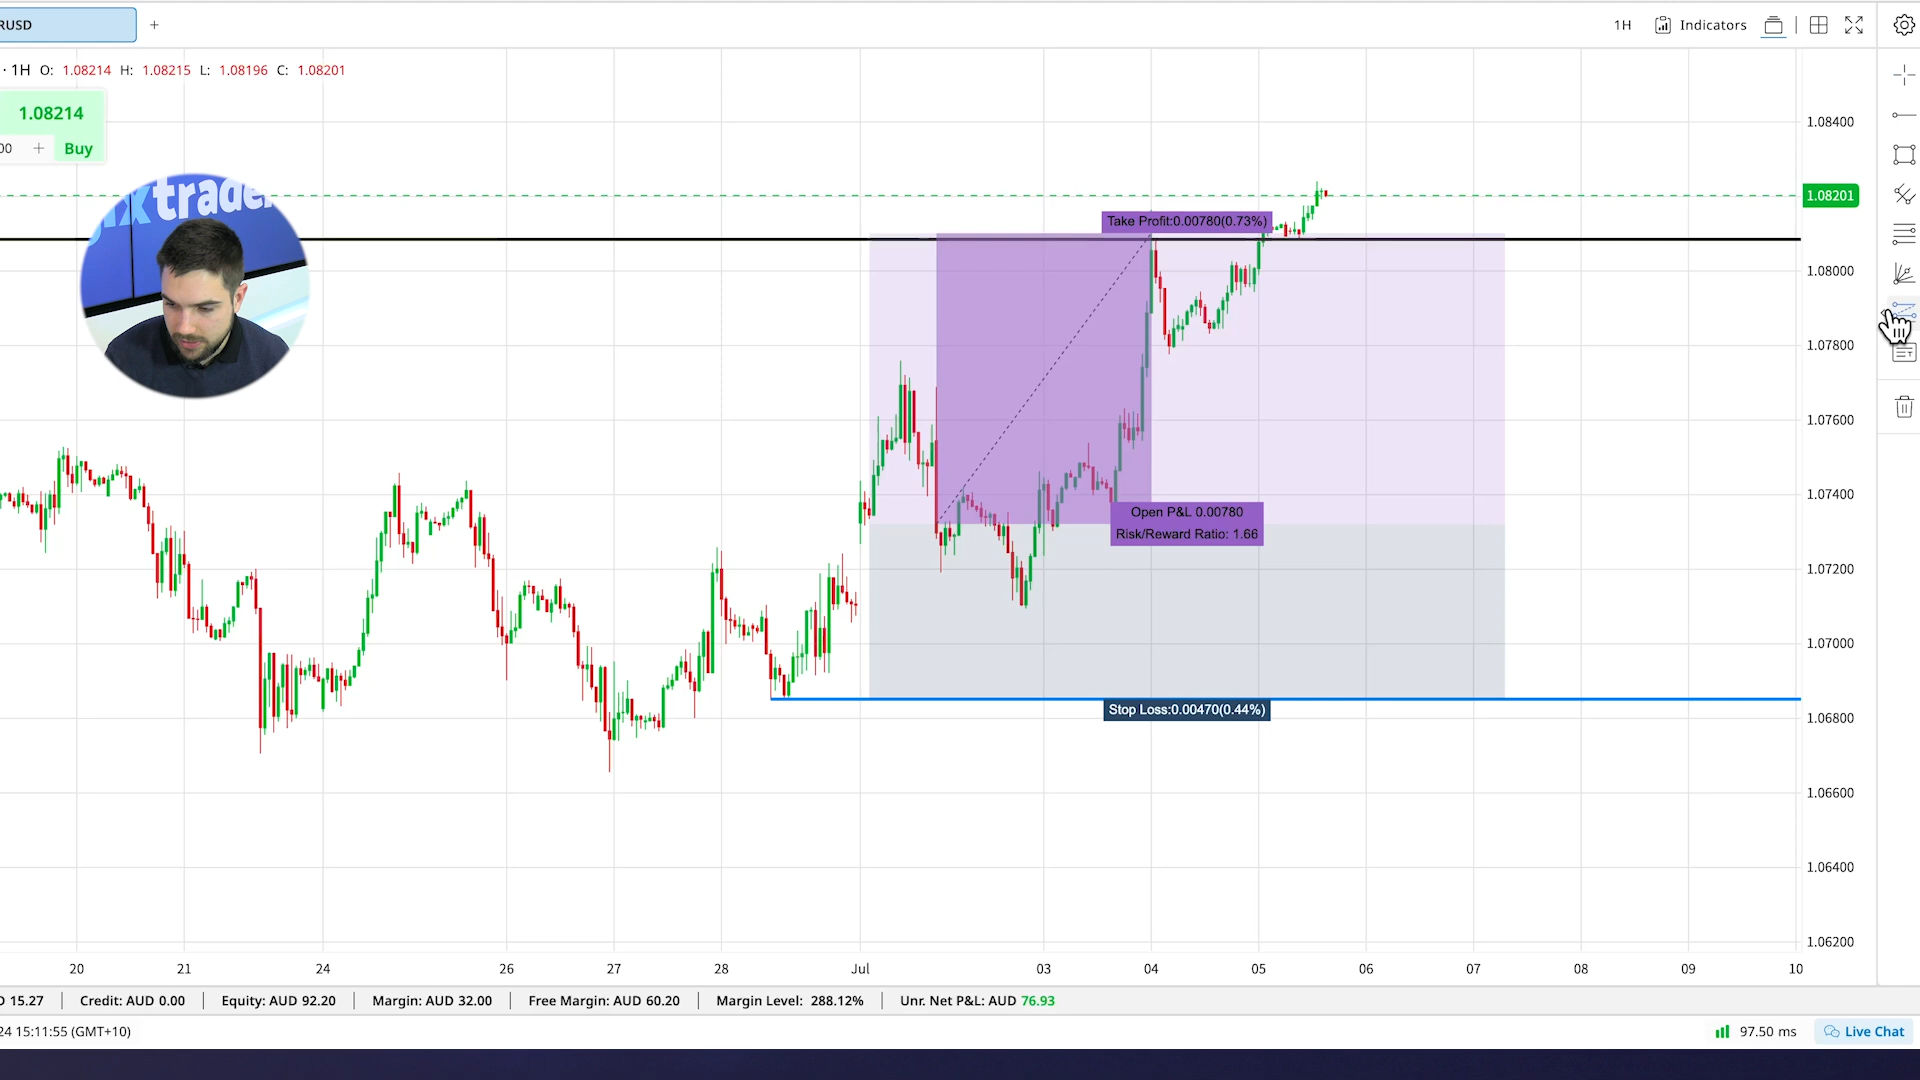 RUSD +
1H Indicators
· 1H O: 1.08214 H: 1.08215 L: 1.08196 C: 1.08201
1.08214
00 + Buy
xtrade
1.08400
1.08201
Take Profit:0.00780(0.73%)
1.08000
1.07800
1.07600
1.07400
Open P&L 0.00780
Risk/Reward Ratio: 1.66
1.07200
1.07000
Stop Loss:0.00470(0.44%)
1.06800
1.06600
1.06400
1.06200
20 21 24 26 27 28 Jul 03 04 05 06 07 08 09 10
D 15.27 Credit: AUD 0.00 Equity: AUD 92.20 Margin: AUD 32.00 Free Margin: AUD 60.20 Margin Level: 288.12% Unr. Net P&L: AUD 76.93
24 15:11:55 (GMT+10) 97.50 ms Live Chat